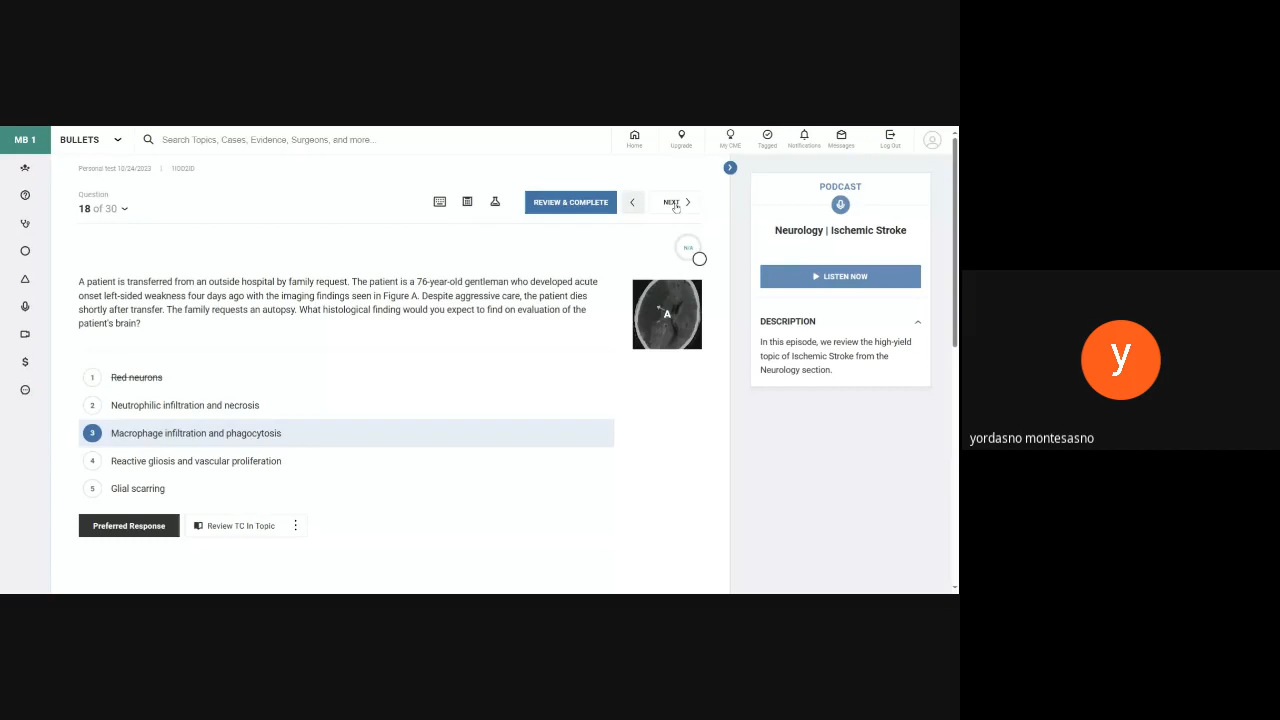 MB 1
BULLETS
Search Topics, Cases, Evidence, Surgeons, and more...
Home
Upgrade
My CME
Tagged
Notifications
Messages
Log Out
Personal test 10/24/2023
Question
18 of 30
REVIEW & COMPLETE
NEXT
N/A
A patient is transferred from an outside hospital by family request. The patient is a 76-year-old gentleman who developed acute
onset left-sided weakness four days ago with the imaging findings seen in Figure A. Despite aggressive care, the patient dies
shortly after transfer. The family requests an autopsy. What histological finding would you expect to find on evaluation of the
patient's brain?
A
1 Red neurons
2 Neutrophilic infiltration and necrosis
3 Macrophage infiltration and phagocytosis
4 Reactive gliosis and vascular proliferation
5 Glial scarring
Preferred Response
Review TC In Topic
PODCAST
Neurology | Ischemic Stroke
LISTEN NOW
DESCRIPTION
In this episode, we review the high-yield
topic of Ischemic Stroke from the
Neurology section.
y
yordasno montesasno